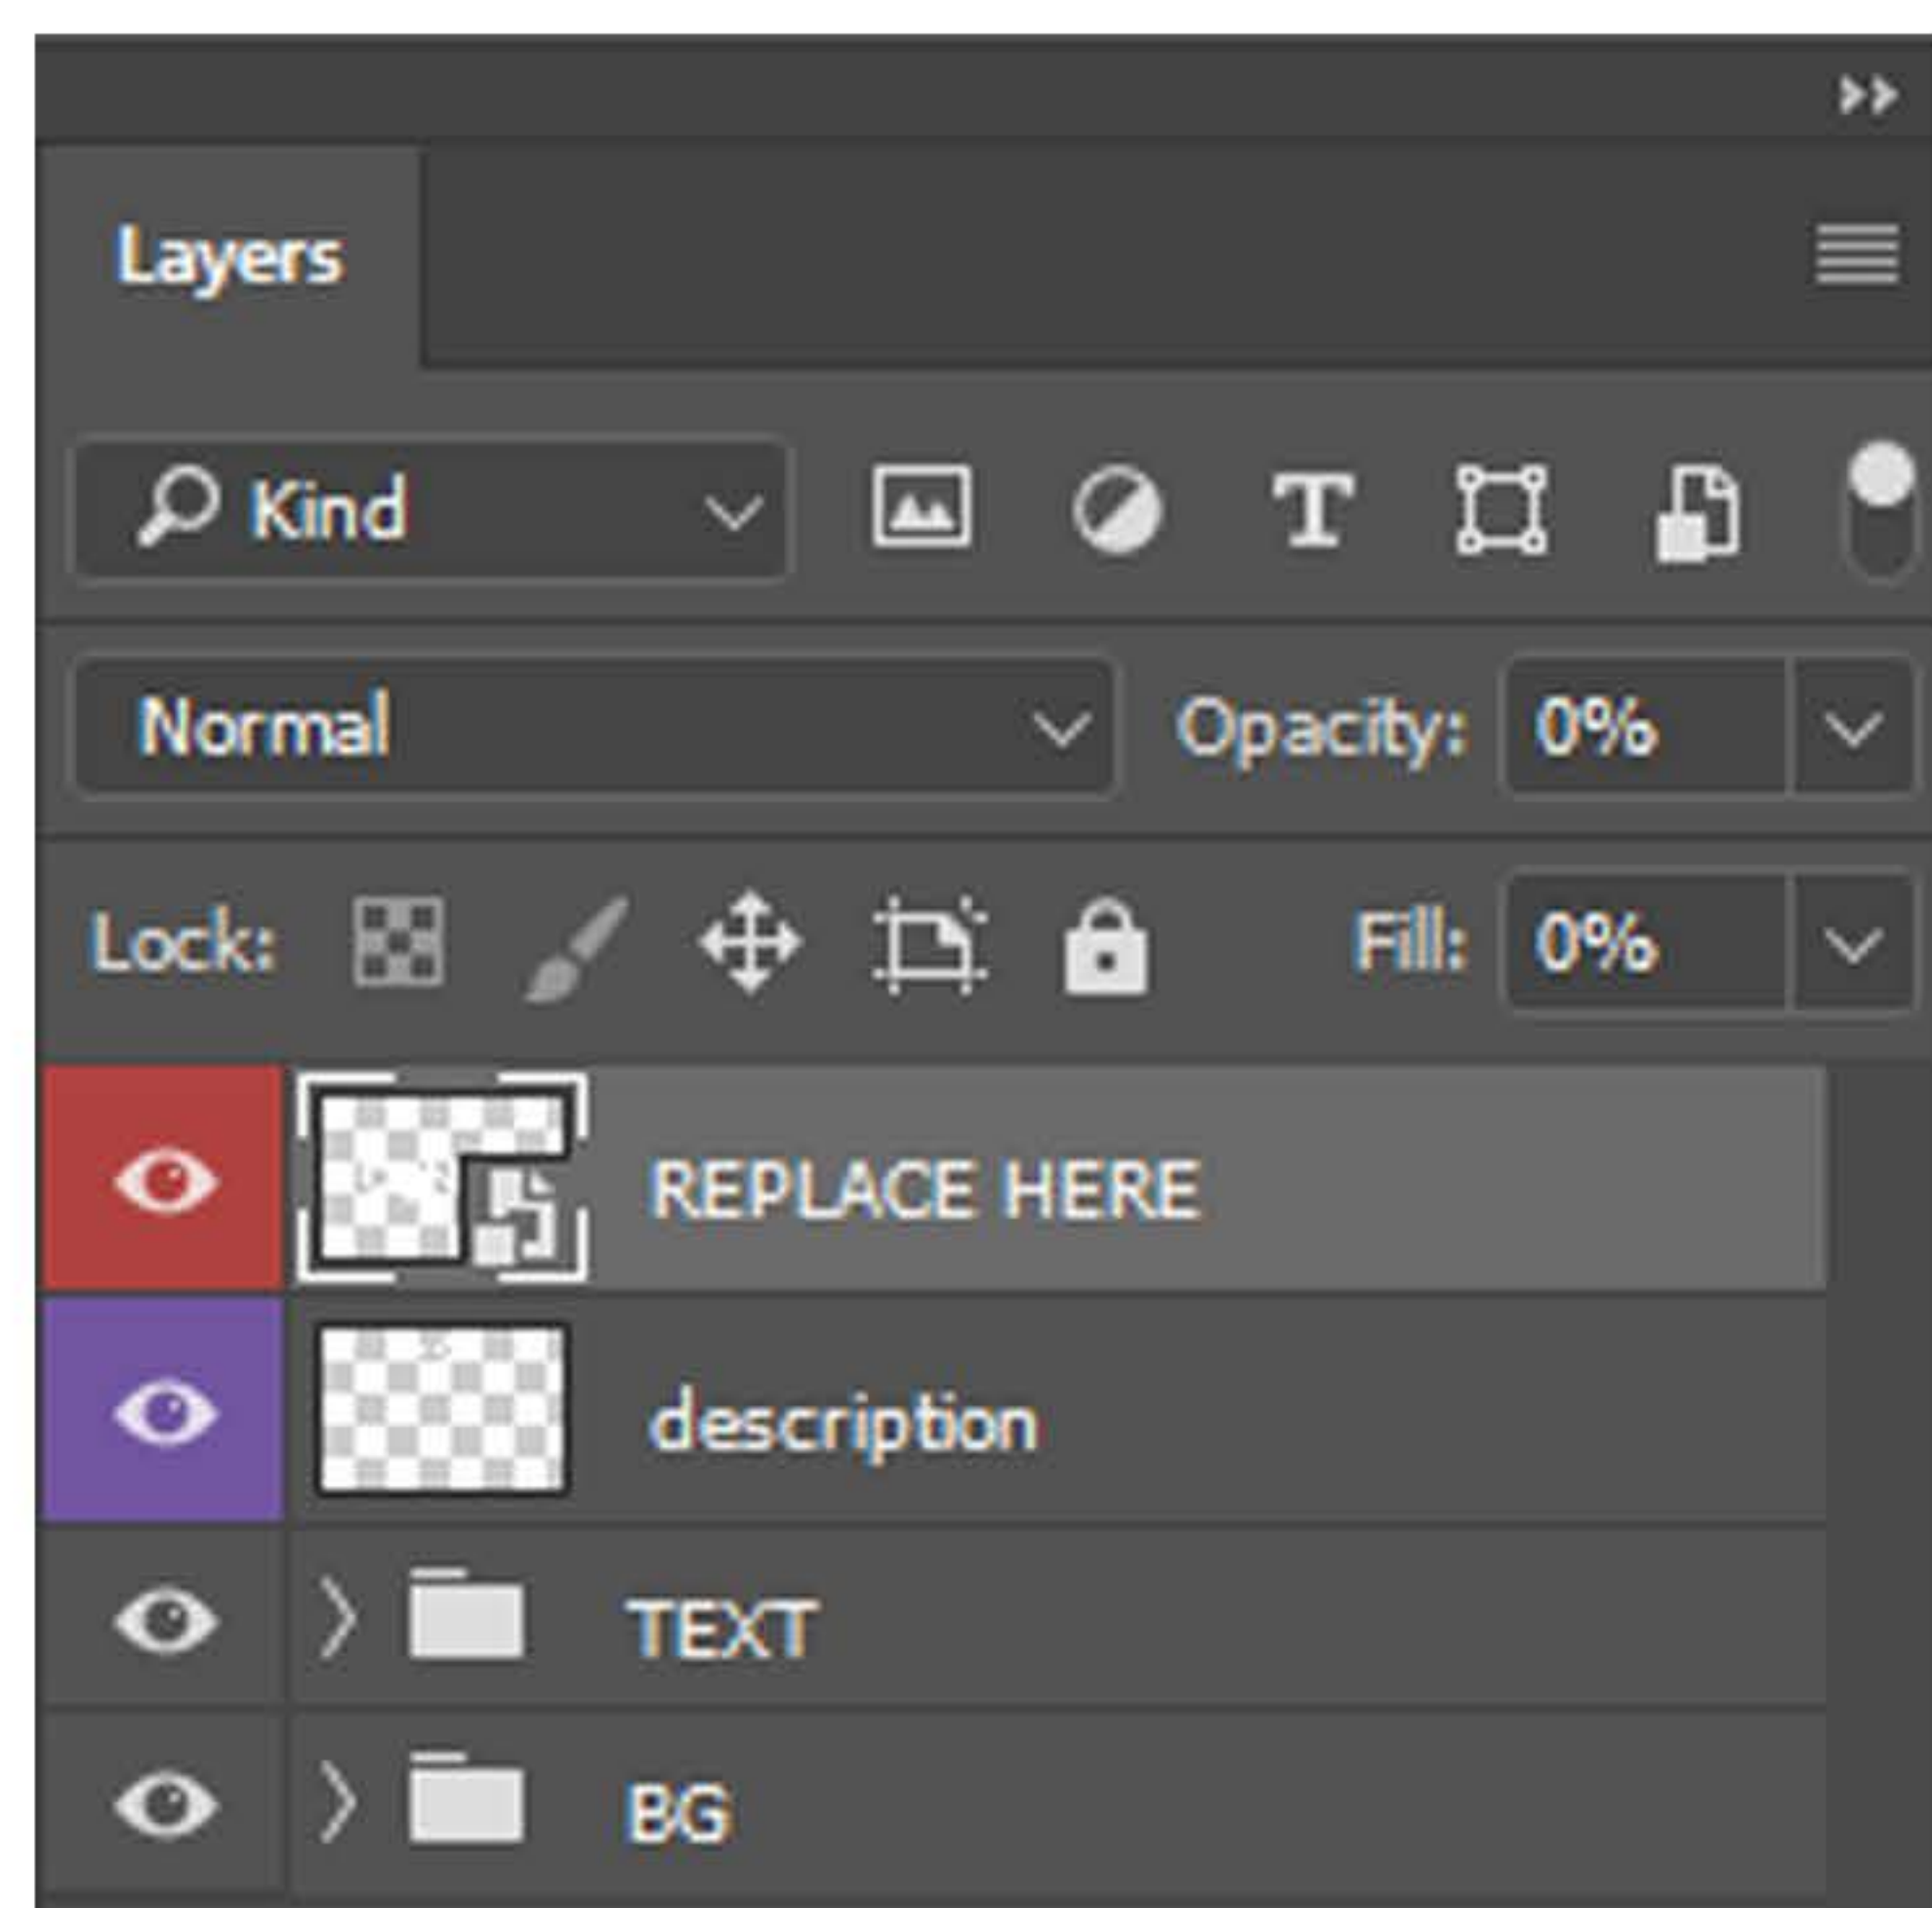 Layers
Kind
Normal Opacity: 0%
Lock: Fill: 0%
REPLACE HERE
description
TEXT
BG